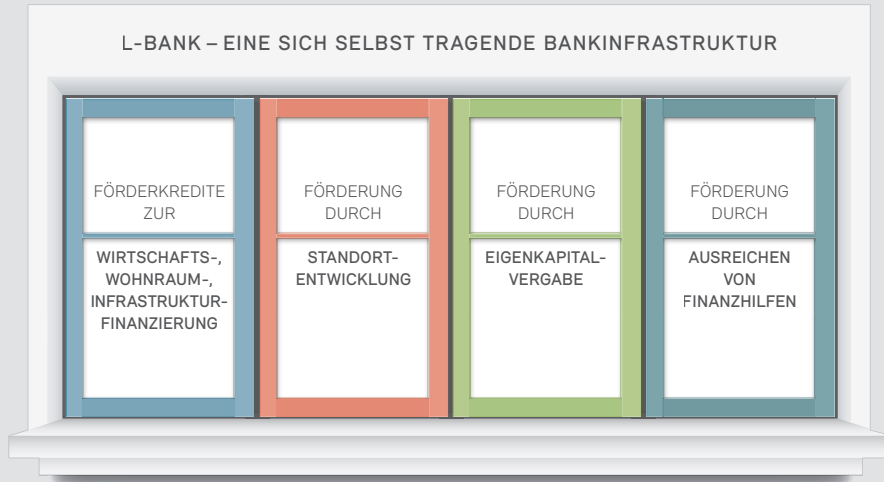 L-BANK – EINE SICH SELBST TRAGENDE BANKINFRASTRUKTUR
FÖRDERKREDITE
ZUR
WIRTSCHAFTS-,
WOHNRAUM-,
INFRASTRUKTUR-
FINANZIERUNG
FÖRDERUNG
DURCH
STANDORT-
ENTWICKLUNG
FÖRDERUNG
DURCH
EIGENKAPITAL-
VERGABE
FÖRDERUNG
DURCH
AUSREICHEN
VON
FINANZHILFEN